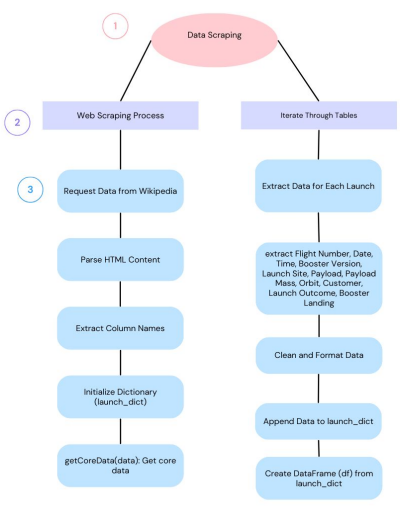 1
Data Scraping
2
Web Scraping Process
Iterate Through Tables
3
Request Data from Wikipedia
Extract Data for Each Launch
Parse HTML Content
extract Flight Number, Date,
Time, Booster Version,
Launch Site, Payload, Payload
Mass, Orbit, Customer,
Launch Outcome, Booster
Landing
Extract Column Names
Clean and Format Data
Initialize Dictionary
(launch_dict)
Append Data to launch_dict
getCoreData(data): Get core
data
Create DataFrame (df) from
launch_dict